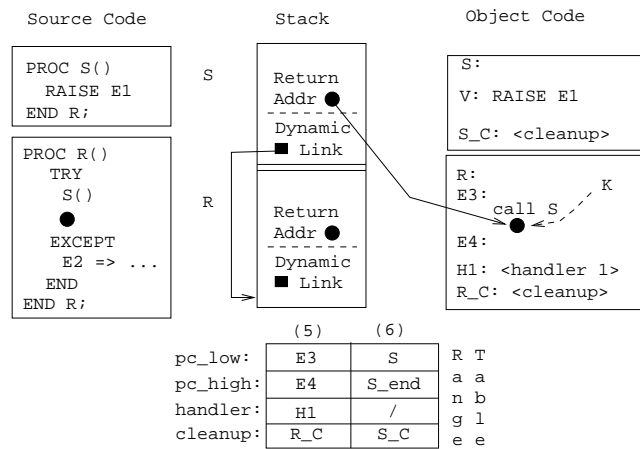 Source Code
Stack
Object Code
PROC S()
RAISE E1
END R;
PROC R()
TRY
S()
EXCEPT
E2 => ...
END
END R;
S
Return
Addr
Dynamic
Link
R
Return
Addr
Dynamic
Link
S:
V: RAISE E1
S_C: <cleanup>
R:
E3:
call S
K
E4:
H1: <handler 1>
R_C: <cleanup>
(5) (6)
pc_low: E3 S
pc_high: E4 S_end
handler: H1 /
cleanup: R_C S_C
Range
Table